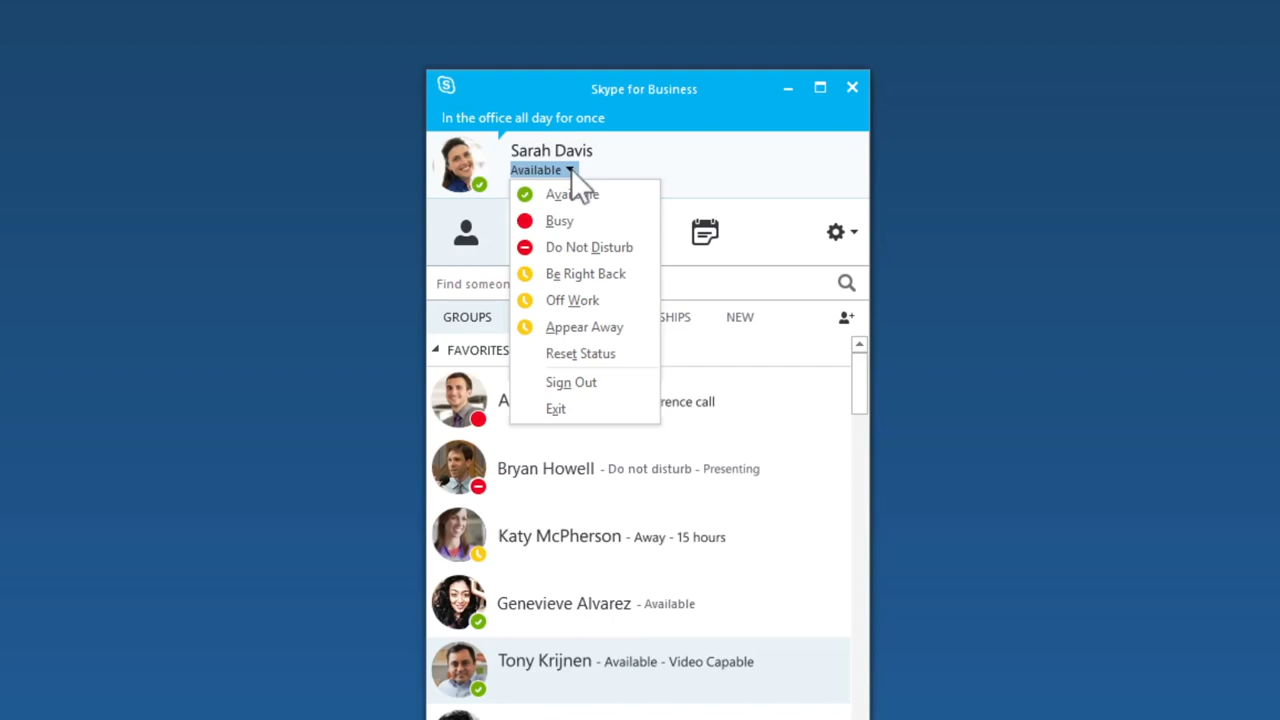 Skype for Business
In the office all day for once
Sarah Davis
Available
Busy
Do Not Disturb
Be Right Back
Find someon
Off Work
GROUPS
SHIPS
NEW
Appear Away
FAVORITES
Reset Status
Sign Out
A
rence call
Exit
Bryan Howell - Do not disturb - Presenting
Katy McPherson - Away - 15 hours
Genevieve Alvarez - Available
Tony Krijnen - Available - Video Capable